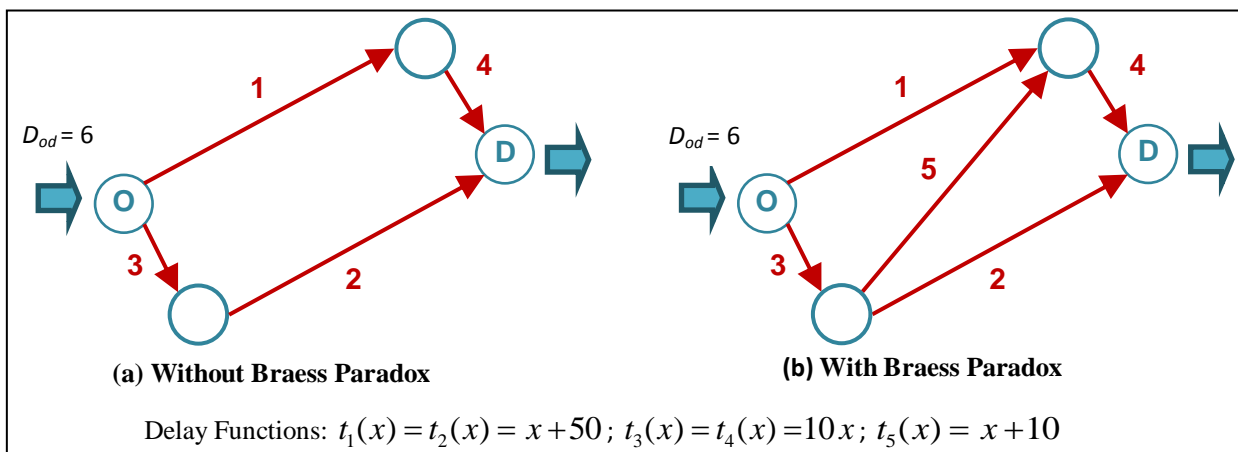 D_od = 6
O
D
1
4
3
2
(a) Without Braess Paradox
D_od = 6
O
D
1
4
5
3
2
(b) With Braess Paradox
Delay Functions: t_1(x) = t_2(x) = x+50 ; t_3(x) = t_4(x) =10x ; t_5(x) = x+10